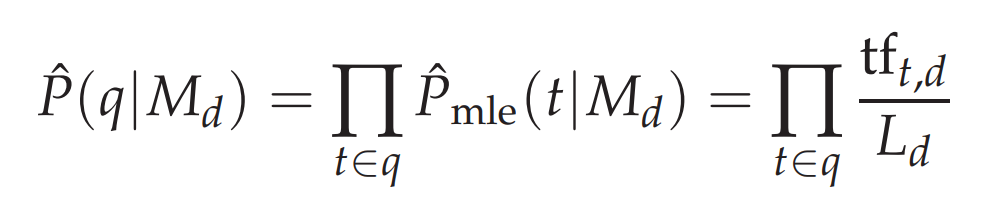 P̂(q|M_d) = ∏_{t∈q} P̂_mle(t|M_d) = ∏_{t∈q} tf_{t,d} / L_d